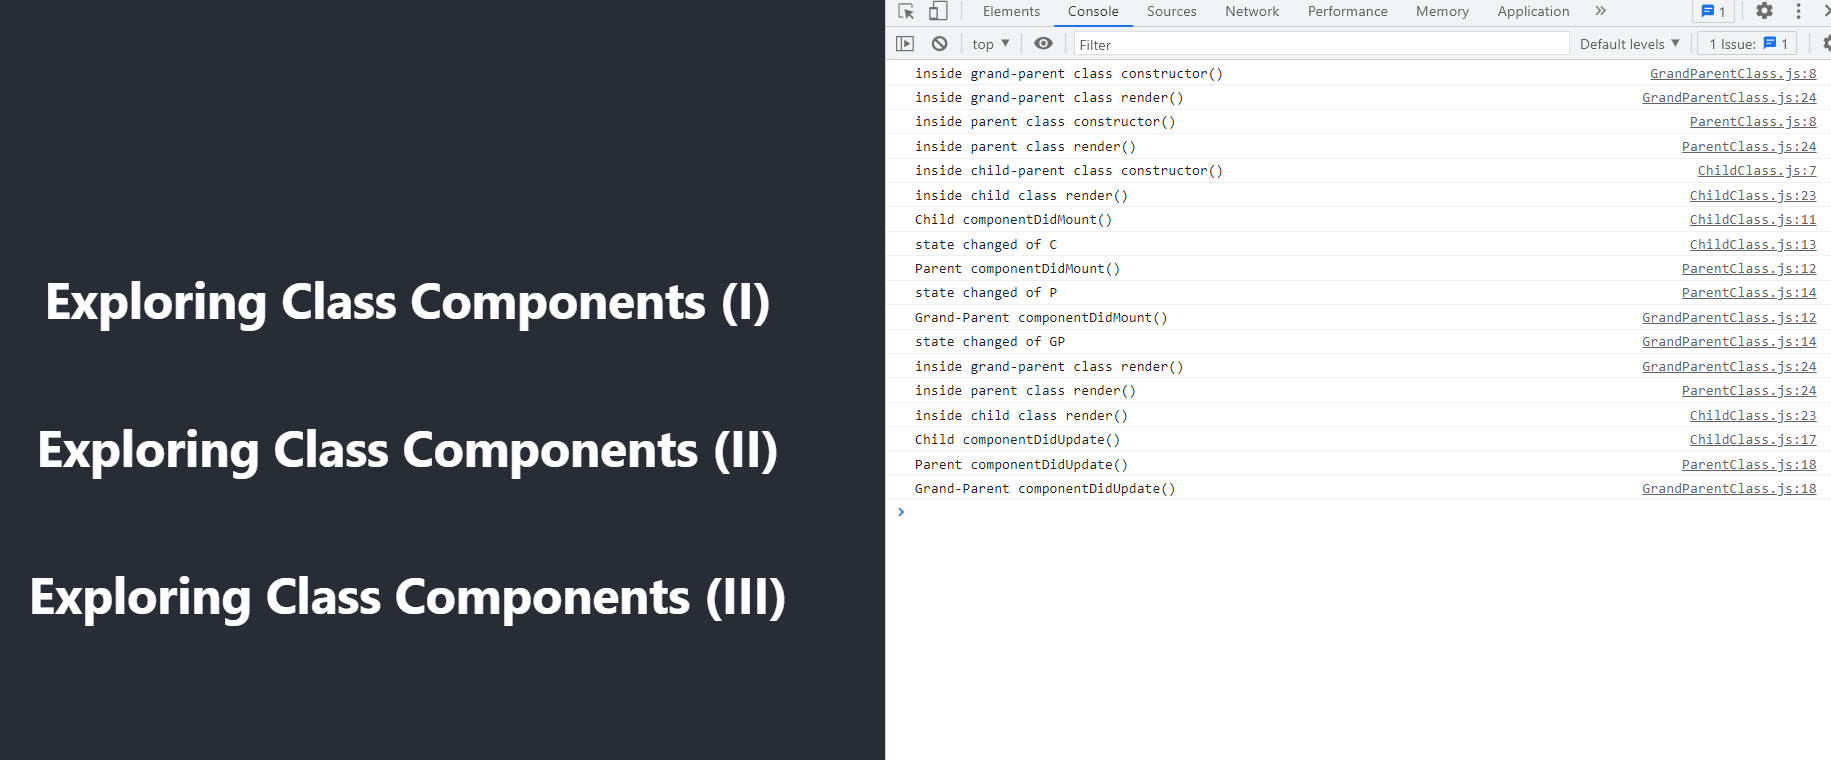 Exploring Class Components (I)
Exploring Class Components (II)
Exploring Class Components (III)
Elements Console Sources Network Performance Memory Application » 1
top ▼ Filter Default levels ▼ 1 Issue: 1
inside grand-parent class constructor() GrandParentClass.js:8
inside grand-parent class render() GrandParentClass.js:24
inside parent class constructor() ParentClass.js:8
inside parent class render() ParentClass.js:24
inside child-parent class constructor() ChildClass.js:7
inside child class render() ChildClass.js:23
Child componentDidMount() ChildClass.js:11
state changed of C ChildClass.js:13
Parent componentDidMount() ParentClass.js:12
state changed of P ParentClass.js:14
Grand-Parent componentDidMount() GrandParentClass.js:12
state changed of GP GrandParentClass.js:14
inside grand-parent class render() GrandParentClass.js:24
inside parent class render() ParentClass.js:24
inside child class render() ChildClass.js:23
Child componentDidUpdate() ChildClass.js:17
Parent componentDidUpdate() ParentClass.js:18
Grand-Parent componentDidUpdate() GrandParentClass.js:18